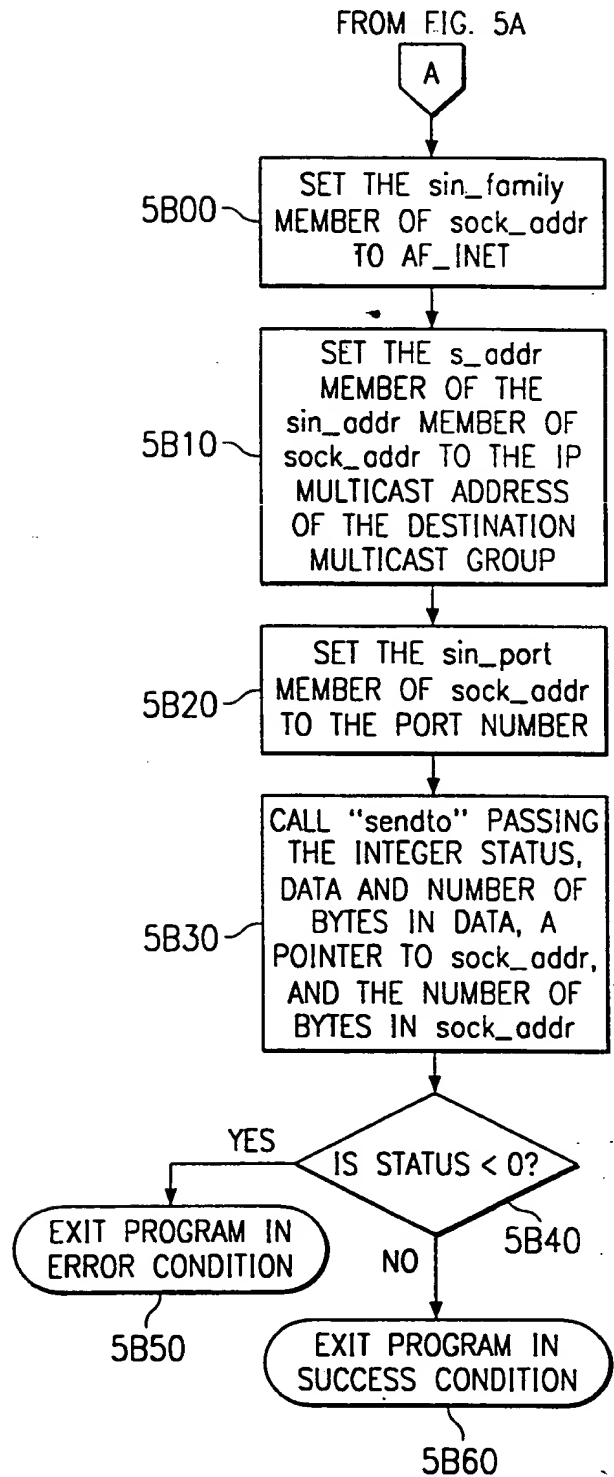 FROM FIG. 5A
A
5B00
SET THE sin_family
MEMBER OF sock_addr
TO AF_INET
5B10
SET THE s_addr
MEMBER OF THE
sin_addr MEMBER OF
sock_addr TO THE IP
MULTICAST ADDRESS
OF THE DESTINATION
MULTICAST GROUP
5B20
SET THE sin_port
MEMBER OF sock_addr
TO THE PORT NUMBER
5B30
CALL "sendto" PASSING
THE INTEGER STATUS,
DATA AND NUMBER OF
BYTES IN DATA, A
POINTER TO sock_addr,
AND THE NUMBER OF
BYTES IN sock_addr
YES
IS STATUS < 0?
5B40
EXIT PROGRAM IN
ERROR CONDITION
5B50
NO
EXIT PROGRAM IN
SUCCESS CONDITION
5B60